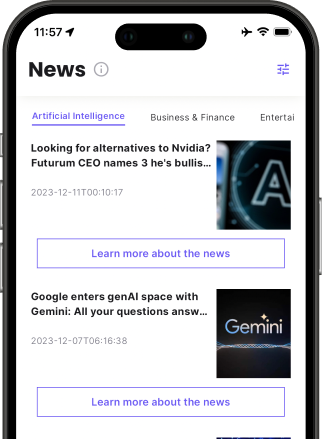 11:57
News
Artificial Intelligence
Business & Finance
Entertai
Looking for alternatives to Nvidia?
Futurum CEO names 3 he's bullis...
2023-12-11T00:10:17
A
Learn more about the news
Google enters genAI space with
Gemini: All your questions answ...
2023-12-07T06:16:38
Gemini
Learn more about the news